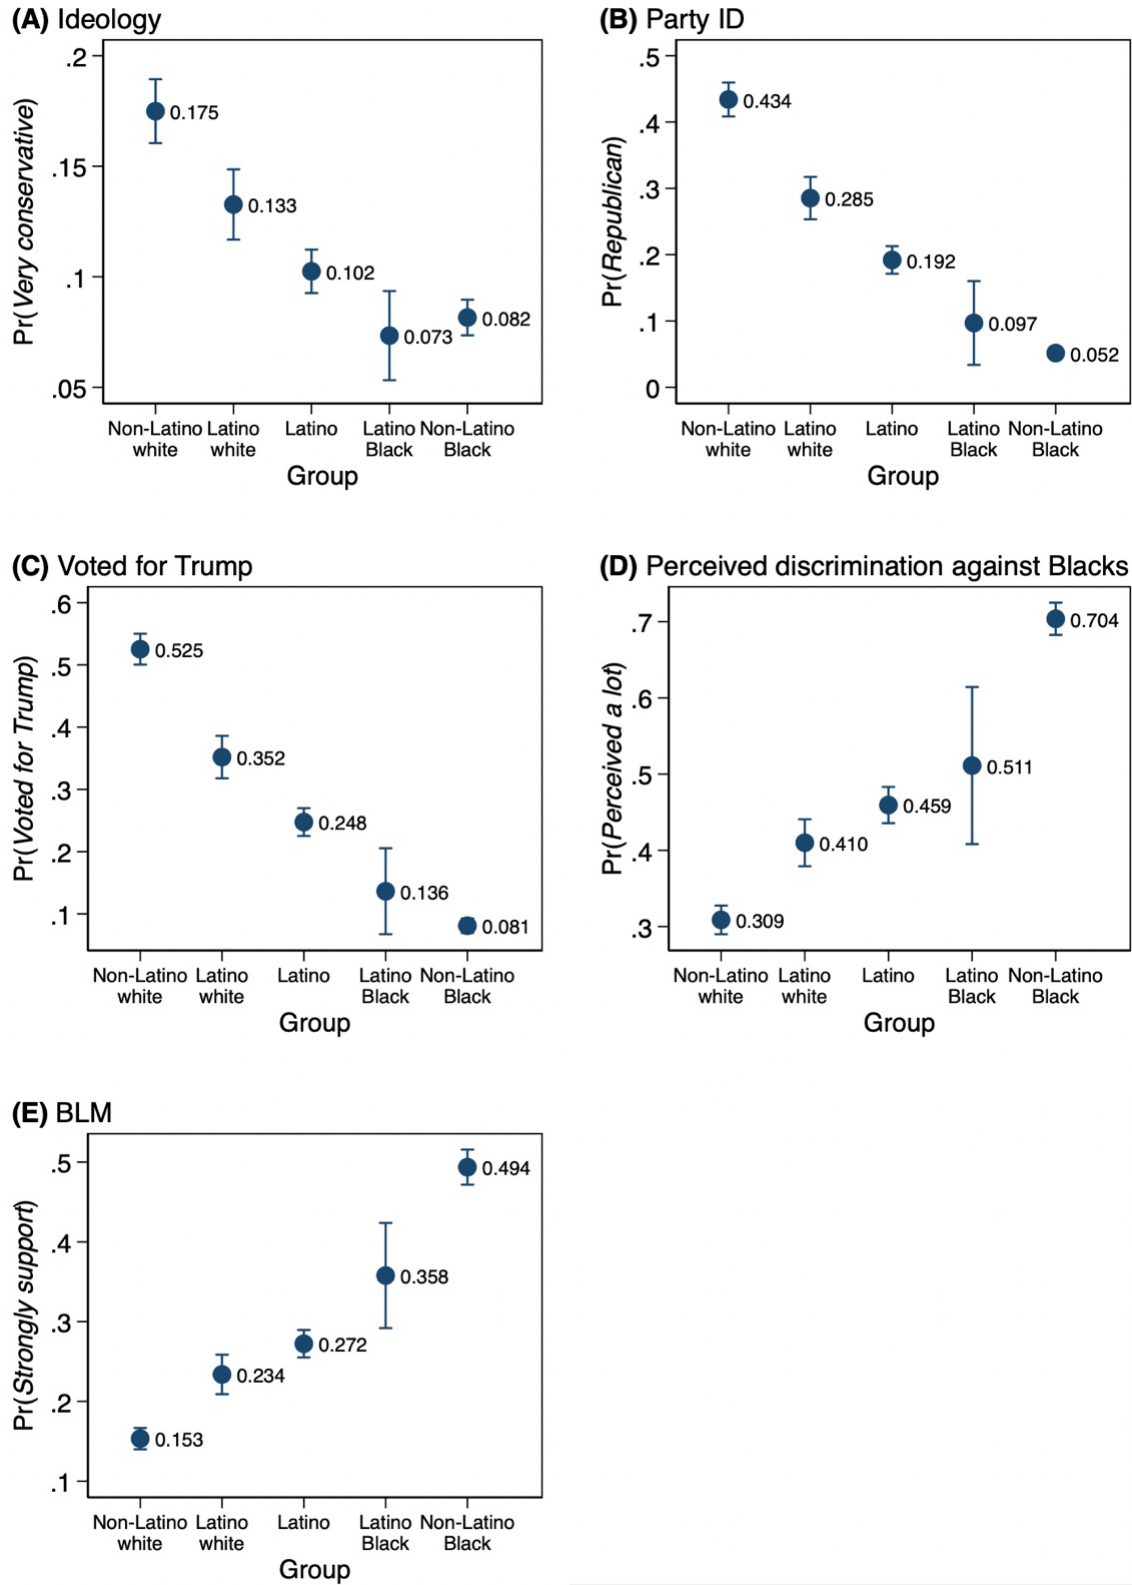 (A) Ideology
Pr(Very conservative)
.2
.15
.1
.05
0.175
0.133
0.102
0.073
0.082
Non-Latino white
Latino white
Latino
Latino Black
Non-Latino Black
Group
(B) Party ID
Pr(Republican)
.5
.4
.3
.2
.1
0
0.434
0.285
0.192
0.097
0.052
Non-Latino white
Latino white
Latino
Latino Black
Non-Latino Black
Group
(C) Voted for Trump
Pr(Voted for Trump)
.6
.5
.4
.3
.2
.1
0.525
0.352
0.248
0.136
0.081
Non-Latino white
Latino white
Latino
Latino Black
Non-Latino Black
Group
(D) Perceived discrimination against Blacks
Pr(Perceived a lot)
.7
.6
.5
.4
.3
0.309
0.410
0.459
0.511
0.704
Non-Latino white
Latino white
Latino
Latino Black
Non-Latino Black
Group
(E) BLM
Pr(Strongly support)
.5
.4
.3
.2
.1
0.153
0.234
0.272
0.358
0.494
Non-Latino white
Latino white
Latino
Latino Black
Non-Latino Black
Group